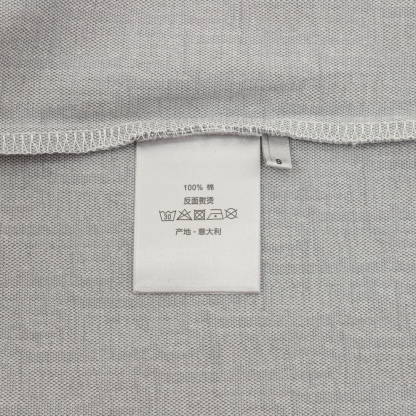 100% 棉
反面熨烫
产地 - 意大利